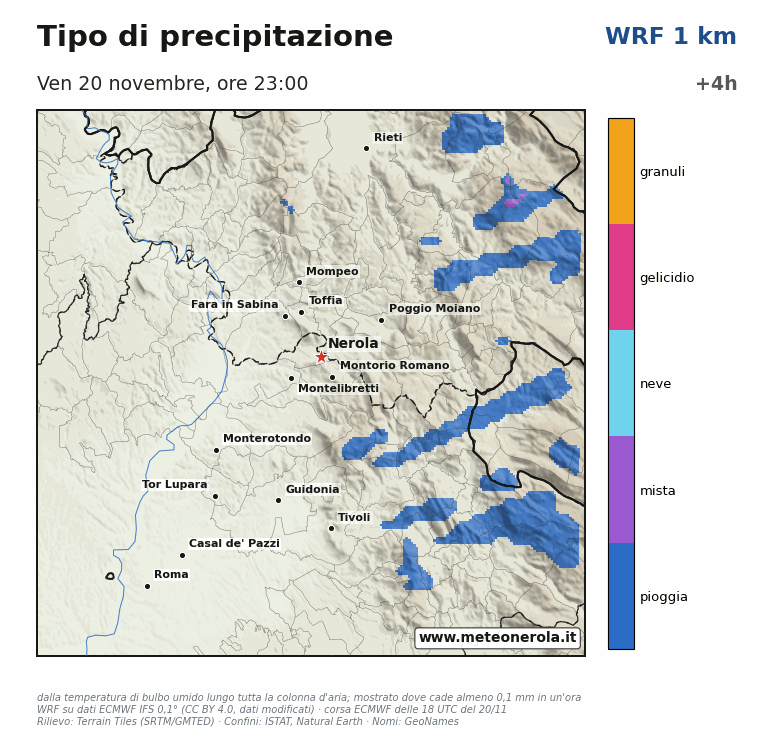 Tipo di precipitazione
WRF 1 km
Ven 20 novembre, ore 23:00
+4h
Rieti
Mompeo
Fara in Sabina
Toffia
Poggio Moiano
Nerola
Montorio Romano
Montelibretti
Monterotondo
Tor Lupara
Guidonia
Tivoli
Casal de' Pazzi
Roma
www.meteonerola.it
granuli
gelicidio
neve
mista
pioggia
dalla temperatura di bulbo umido lungo tutta la colonna d'aria; mostrato dove cade almeno 0,1 mm in un'ora
WRF su dati ECMWF IFS 0,1° (CC BY 4.0, dati modificati) · corsa ECMWF delle 18 UTC del 20/11
Rilievo: Terrain Tiles (SRTM/GMTED) · Confini: ISTAT, Natural Earth · Nomi: GeoNames